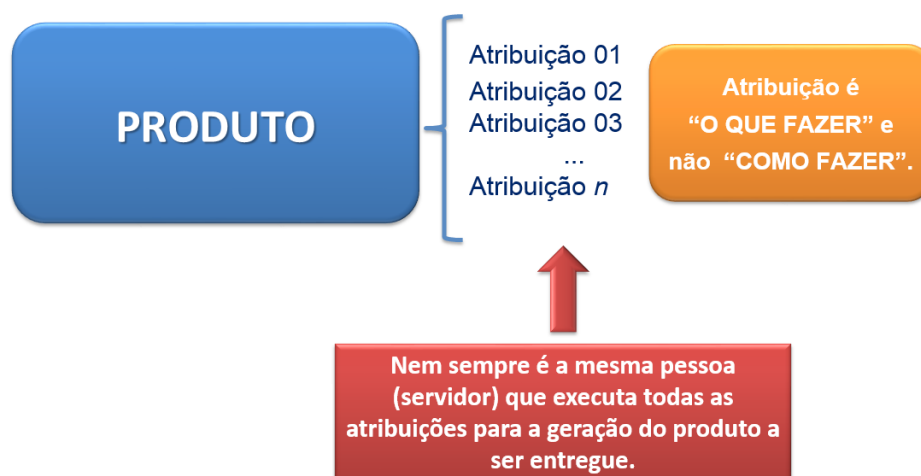 PRODUTO
Atribuição 01
Atribuição 02
Atribuição 03
...
Atribuição n
Atribuição é
“O QUE FAZER” e
não “COMO FAZER”.
Nem sempre é a mesma pessoa
(servidor) que executa todas as
atribuições para a geração do produto a
ser entregue.